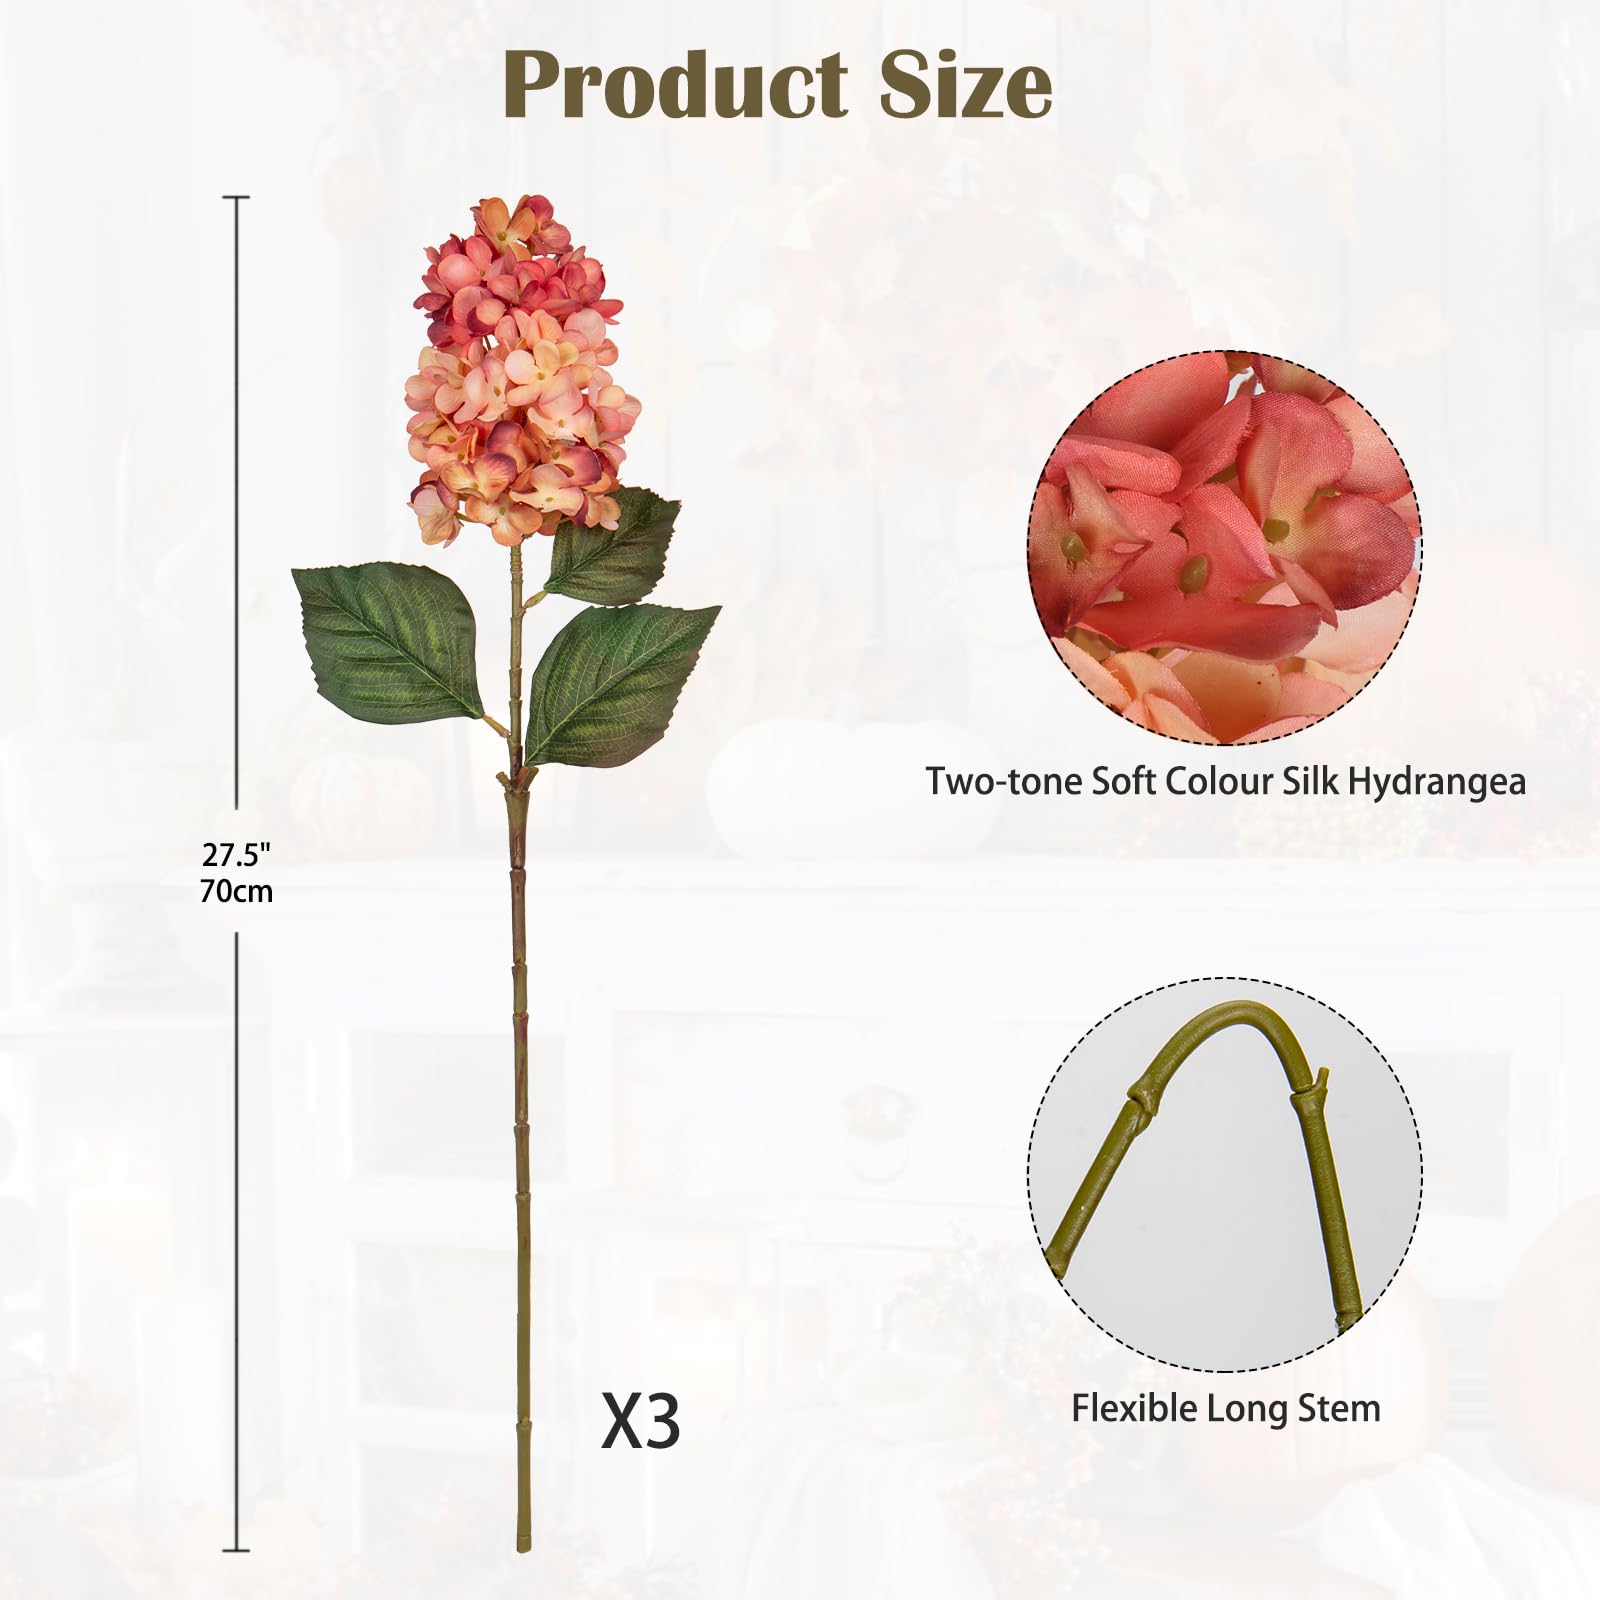 Product Size
27.5"
70cm
Two-tone Soft Colour Silk Hydrangea
Flexible Long Stem
X3